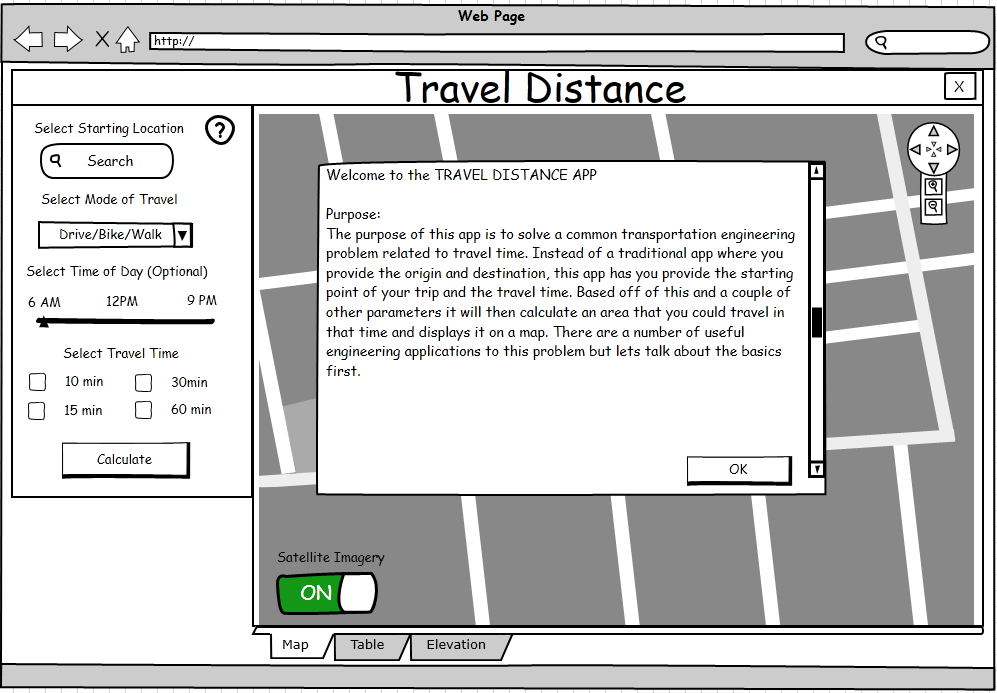 Web Page
http://
Travel Distance
X
Select Starting Location
?
Search
Select Mode of Travel
Drive/Bike/Walk
Select Time of Day (Optional)
6 AM 12PM 9 PM
Select Travel Time
10 min 30min
15 min 60 min
Calculate
Welcome to the TRAVEL DISTANCE APP
Purpose:
The purpose of this app is to solve a common transportation engineering
problem related to travel time. Instead of a traditional app where you
provide the origin and destination, this app has you provide the starting
point of your trip and the travel time. Based off of this and a couple of
other parameters it will then calculate an area that you could travel in
that time and displays it on a map. There are a number of useful
engineering applications to this problem but lets talk about the basics
first.
OK
Satellite Imagery
ON
Map Table Elevation